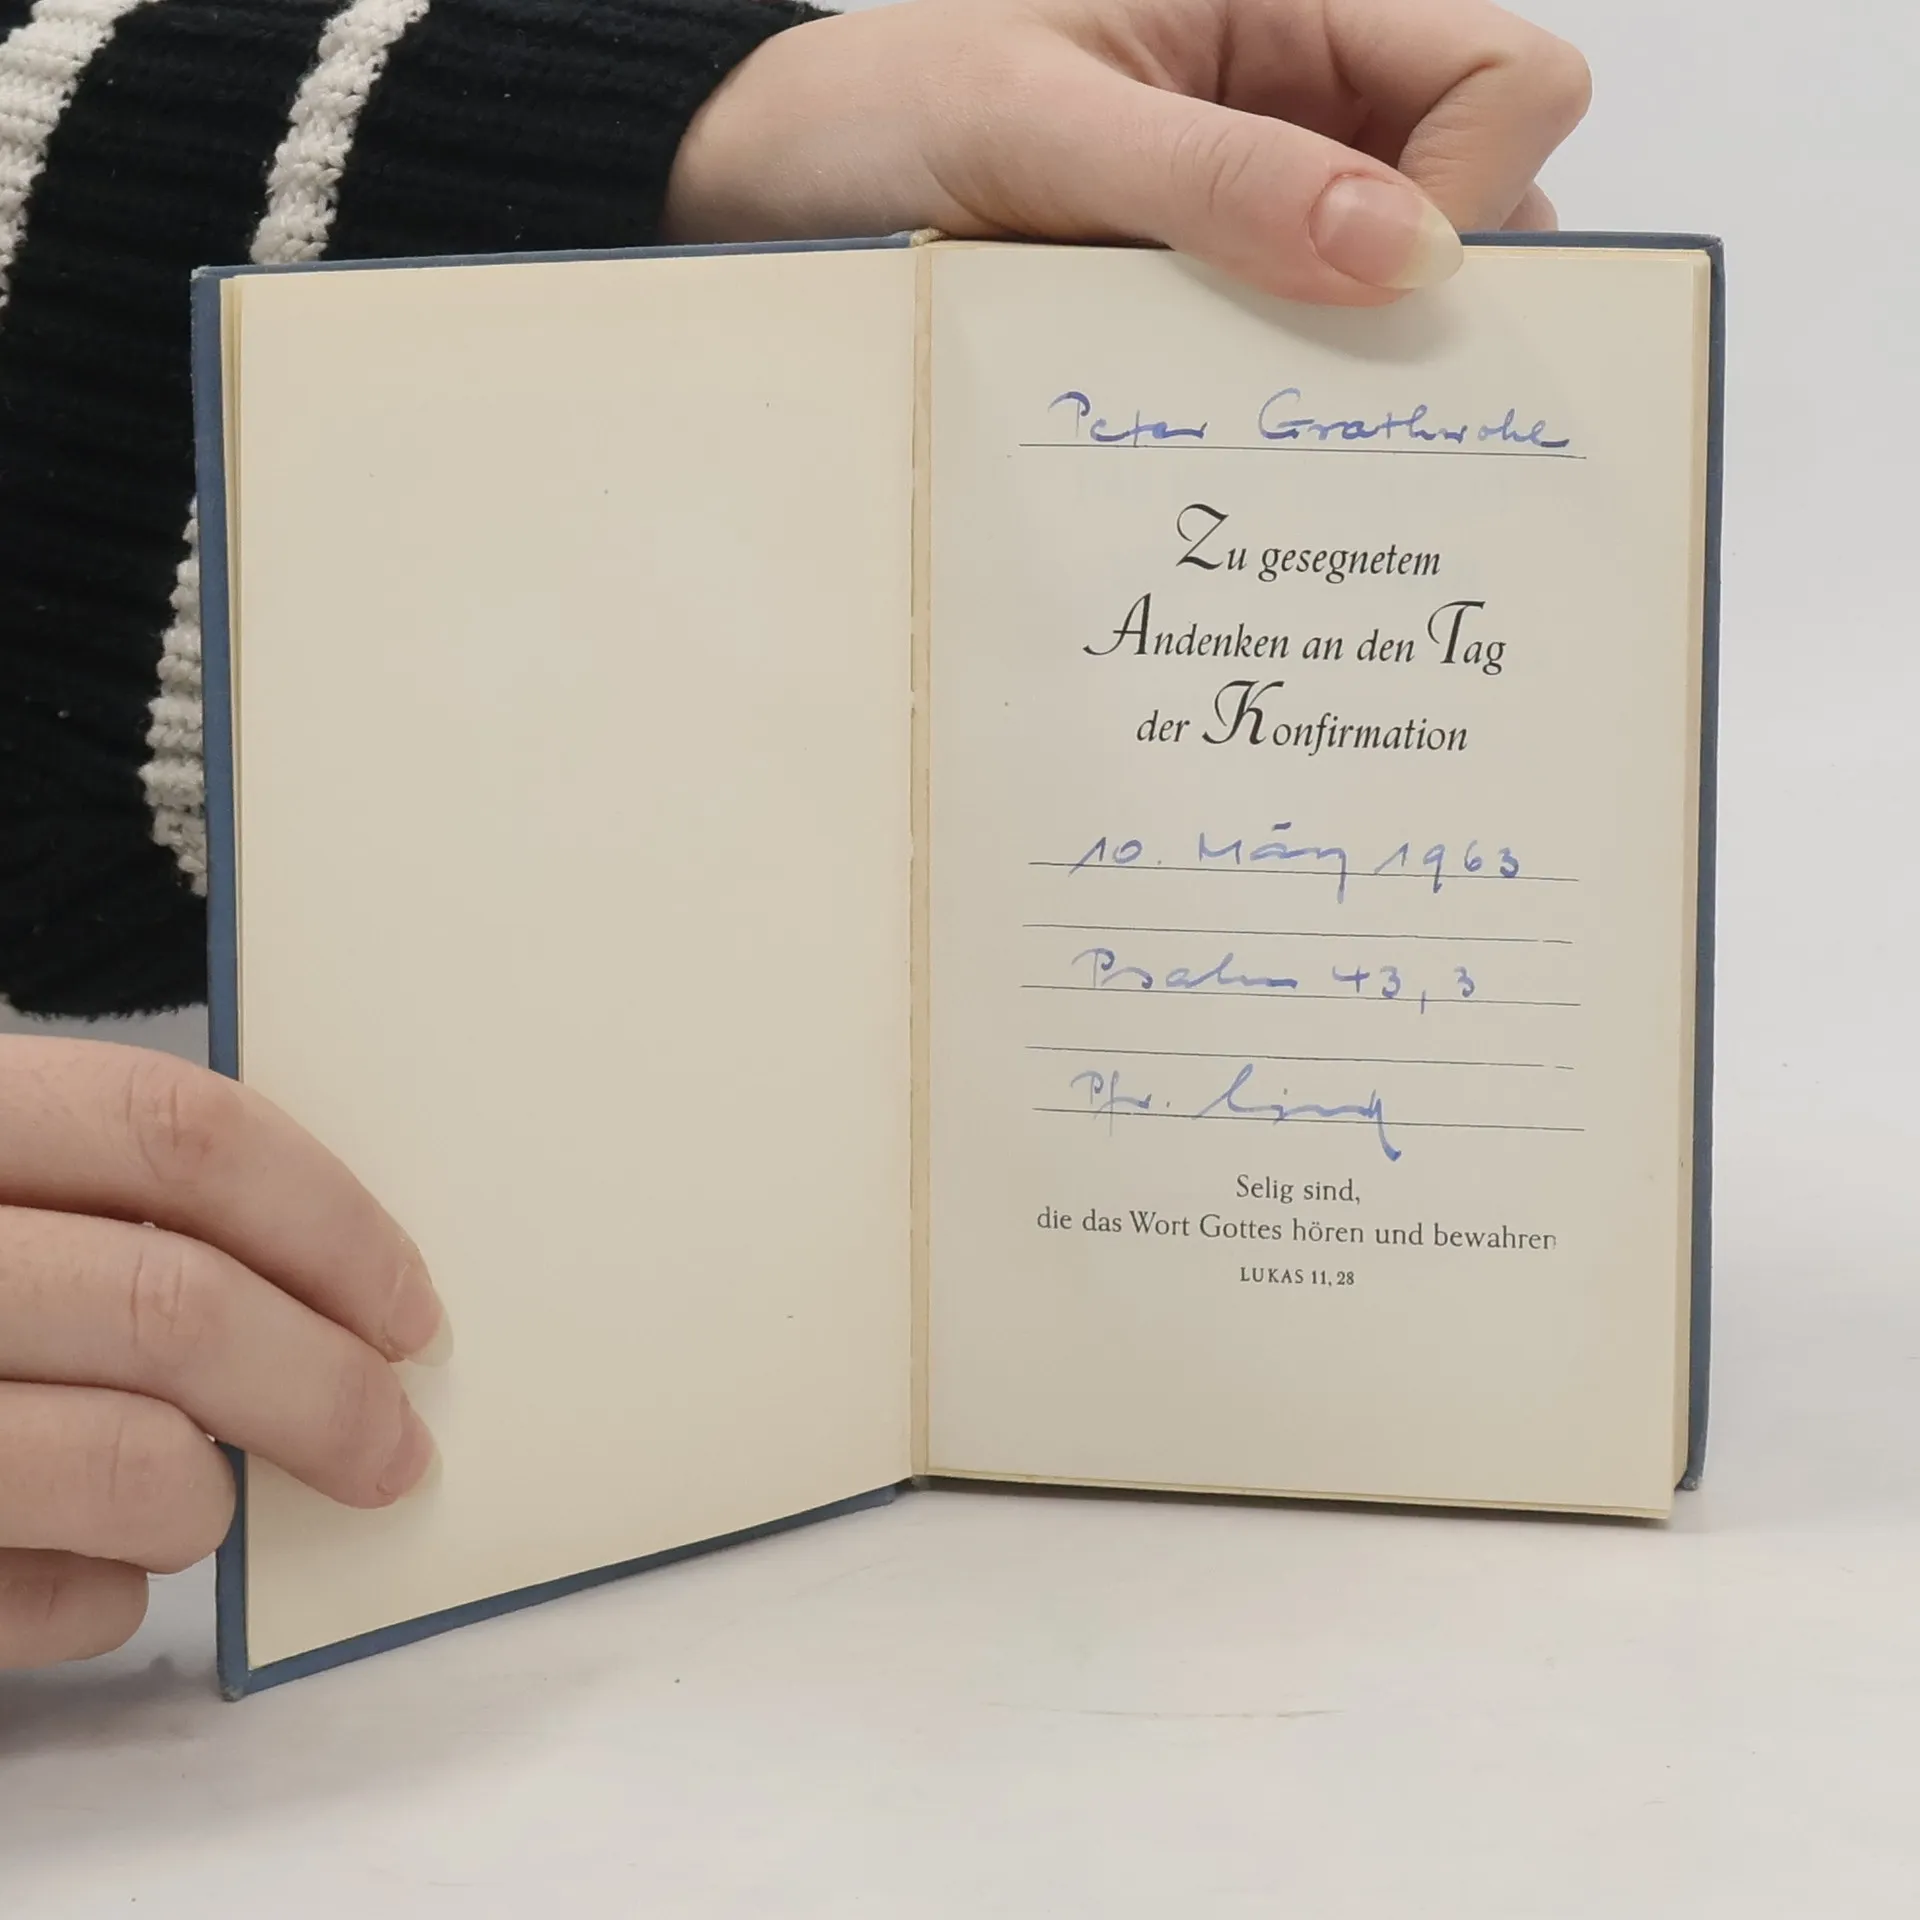 Peter Grathwohl
Zu gesegnetem
Andenken an den Tag
der Konfirmation
10. März 1963
Psalm 43, 3
Pfr.
Selig sind,
die das Wort Gottes hören und bewahren
LUKAS 11, 28